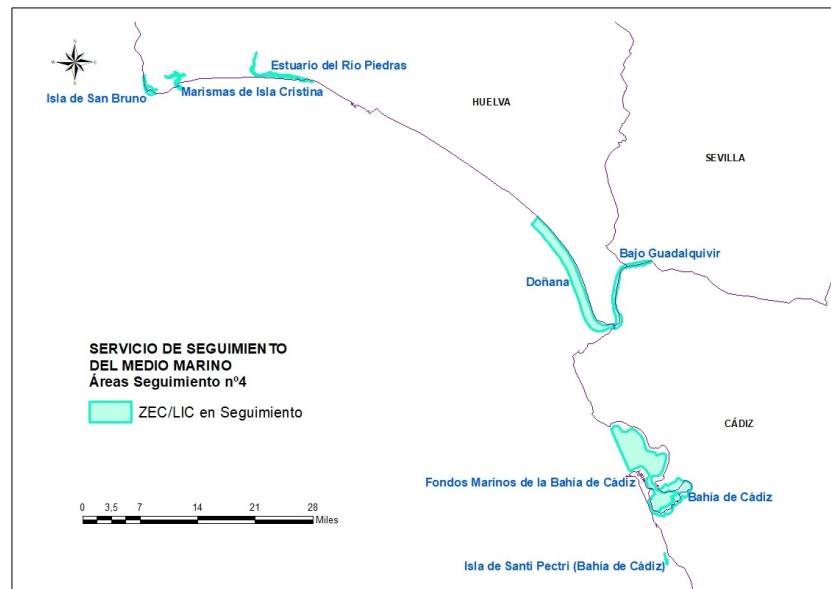 Estuario del Rio Piedras
Isla de San Bruno
Marismas de Isla Cristina
HUELVA
SEVILLA
Bajo Guadalquivir
Doñana
SERVICIO DE SEGUIMIENTO
DEL MEDIO MARINO
Áreas Seguimiento nº4
ZEC/LIC en Seguimiento
CÁDIZ
Fondos Marinos de la Bahía de Cádiz
Bahía de Cádiz
0 3,5 7 14 21 28
Miles
Isla de Santi Pectri (Bahía de Cádiz)